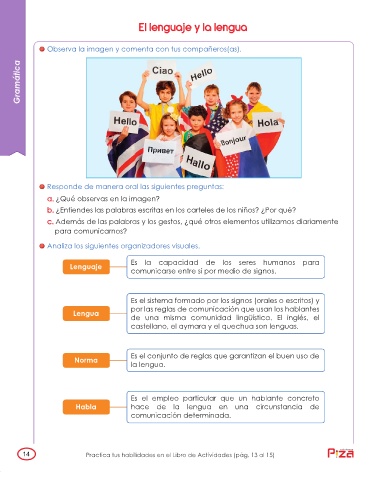 El lenguaje y la lengua
Gramática
Observa la imagen y comenta con tus compañeros(as).
Ciao
Hello
Hello
Hola
Bonjour
Привет
Hallo
Responde de manera oral las siguientes preguntas:
a. ¿Qué observas en la imagen?
b. ¿Entiendes las palabras escritas en los carteles de los niños? ¿Por qué?
c. Además de las palabras y los gestos, ¿qué otros elementos utilizamos diariamente
para comunicarnos?
Analiza los siguientes organizadores visuales.
Lenguaje
Es la capacidad de los seres humanos para
comunicarse entre sí por medio de signos.
Lengua
Es el sistema formado por los signos (orales o escritos) y
por las reglas de comunicación que usan los hablantes
de una misma comunidad lingüística. El inglés, el
castellano, el aymara y el quechua son lenguas.
Norma
Es el conjunto de reglas que garantizan el buen uso de
la lengua.
Habla
Es el empleo particular que un hablante concreto
hace de la lengua en una circunstancia de
comunicación determinada.
14
Practica tus habilidades en el Libro de Actividades (pág. 13 al 15)